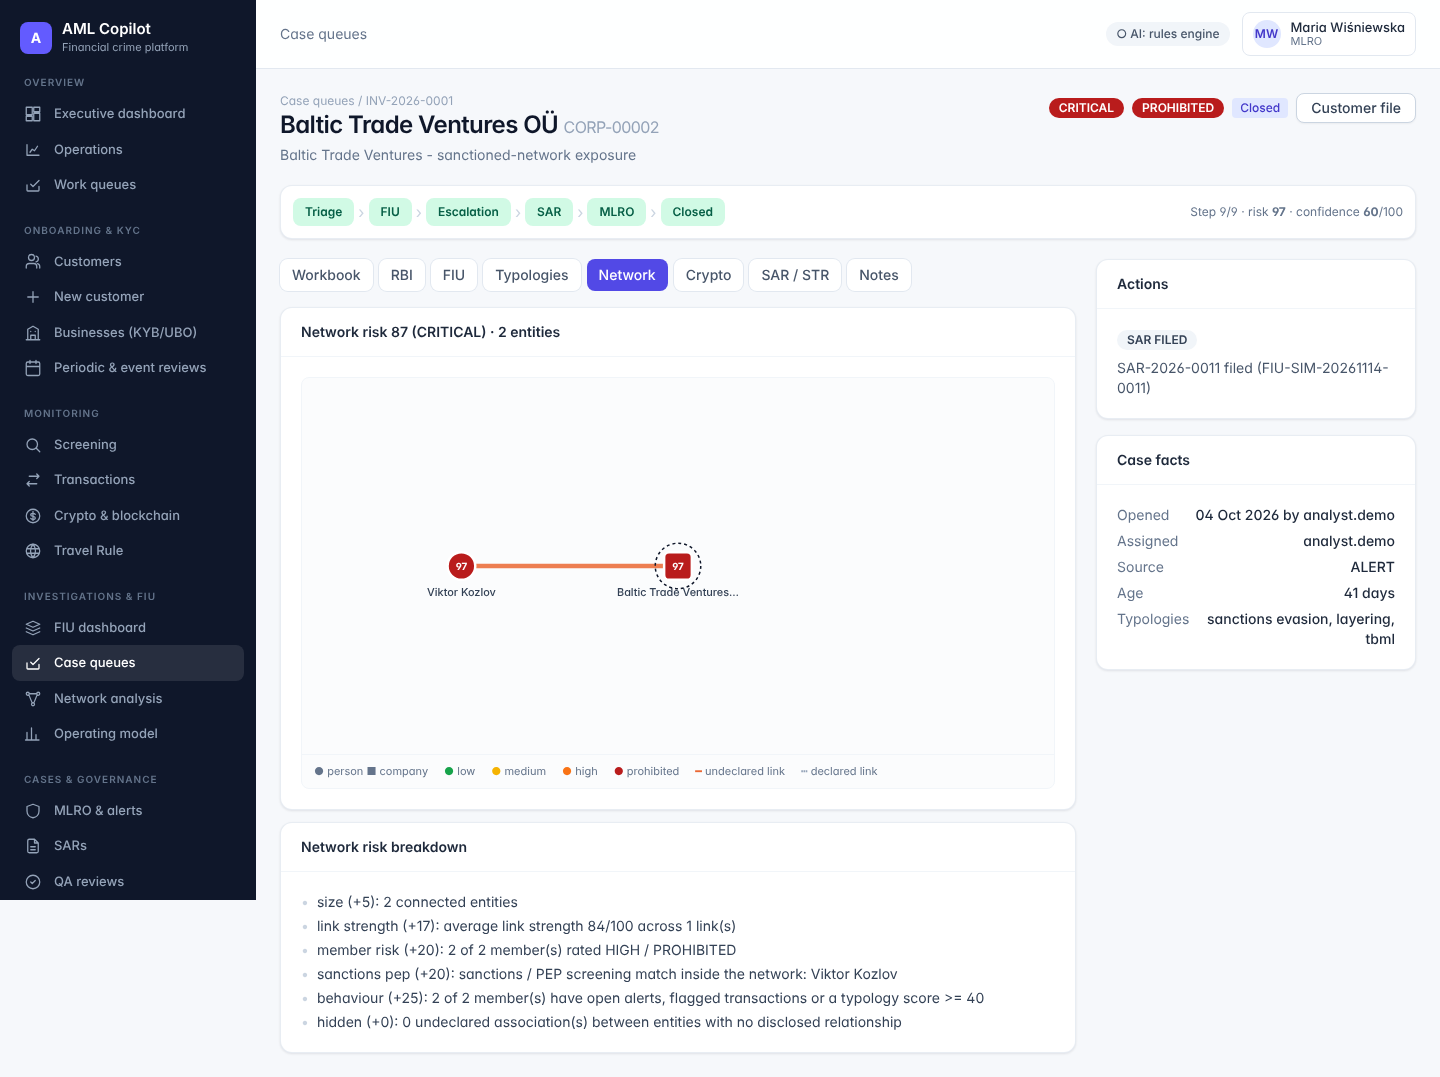 A
AML Copilot
Financial crime platform
OVERVIEW
Executive dashboard
Operations
Work queues
ONBOARDING & KYC
Customers
New customer
Businesses (KYB/UBO)
Periodic & event reviews
MONITORING
Screening
Transactions
Crypto & blockchain
Travel Rule
INVESTIGATIONS & FIU
FIU dashboard
Case queues
Network analysis
Operating model
CASES & GOVERNANCE
MLRO & alerts
SARs
QA reviews
Case queues
AI: rules engine
MW
Maria Wiśniewska
MLRO
Case queues / INV-2026-0001
Baltic Trade Ventures OÜ CORP-00002
Baltic Trade Ventures - sanctioned-network exposure
CRITICAL PROHIBITED Closed Customer file
Triage › FIU › Escalation › SAR › MLRO › Closed
Step 9/9 · risk 97 · confidence 60/100
Workbook RBI FIU Typologies Network Crypto SAR / STR Notes
Network risk 87 (CRITICAL) · 2 entities
97
Viktor Kozlov
97
Baltic Trade Ventures…
person company low medium high prohibited undeclared link declared link
Network risk breakdown
size (+5): 2 connected entities
link strength (+17): average link strength 84/100 across 1 link(s)
member risk (+20): 2 of 2 member(s) rated HIGH / PROHIBITED
sanctions pep (+20): sanctions / PEP screening match inside the network: Viktor Kozlov
behaviour (+25): 2 of 2 member(s) have open alerts, flagged transactions or a typology score >= 40
hidden (+0): 0 undeclared association(s) between entities with no disclosed relationship
Actions
SAR FILED
SAR-2026-0011 filed (FIU-SIM-20261114-
0011)
Case facts
Opened 04 Oct 2026 by analyst.demo
Assigned analyst.demo
Source ALERT
Age 41 days
Typologies sanctions evasion, layering,
tbml